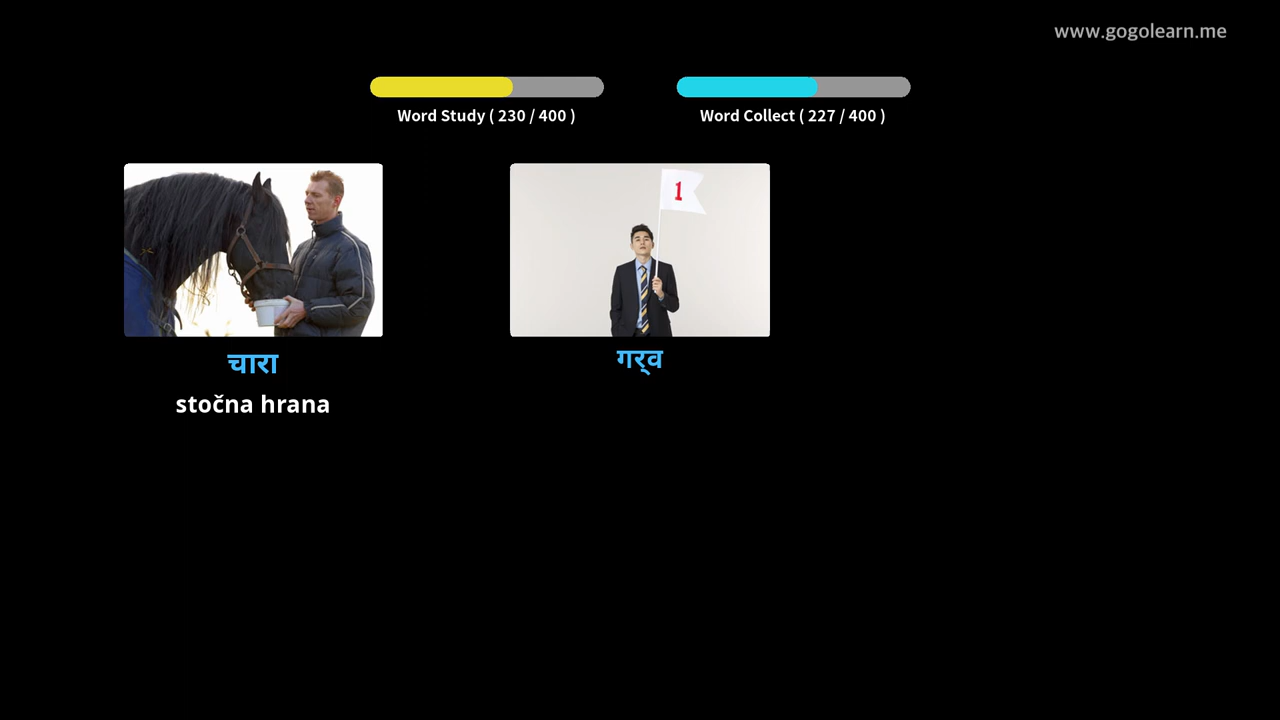 www.gogolearn.me
Word Study ( 230 / 400 )
Word Collect ( 227 / 400 )
1
चारा
गर्‍व
stočna hrana